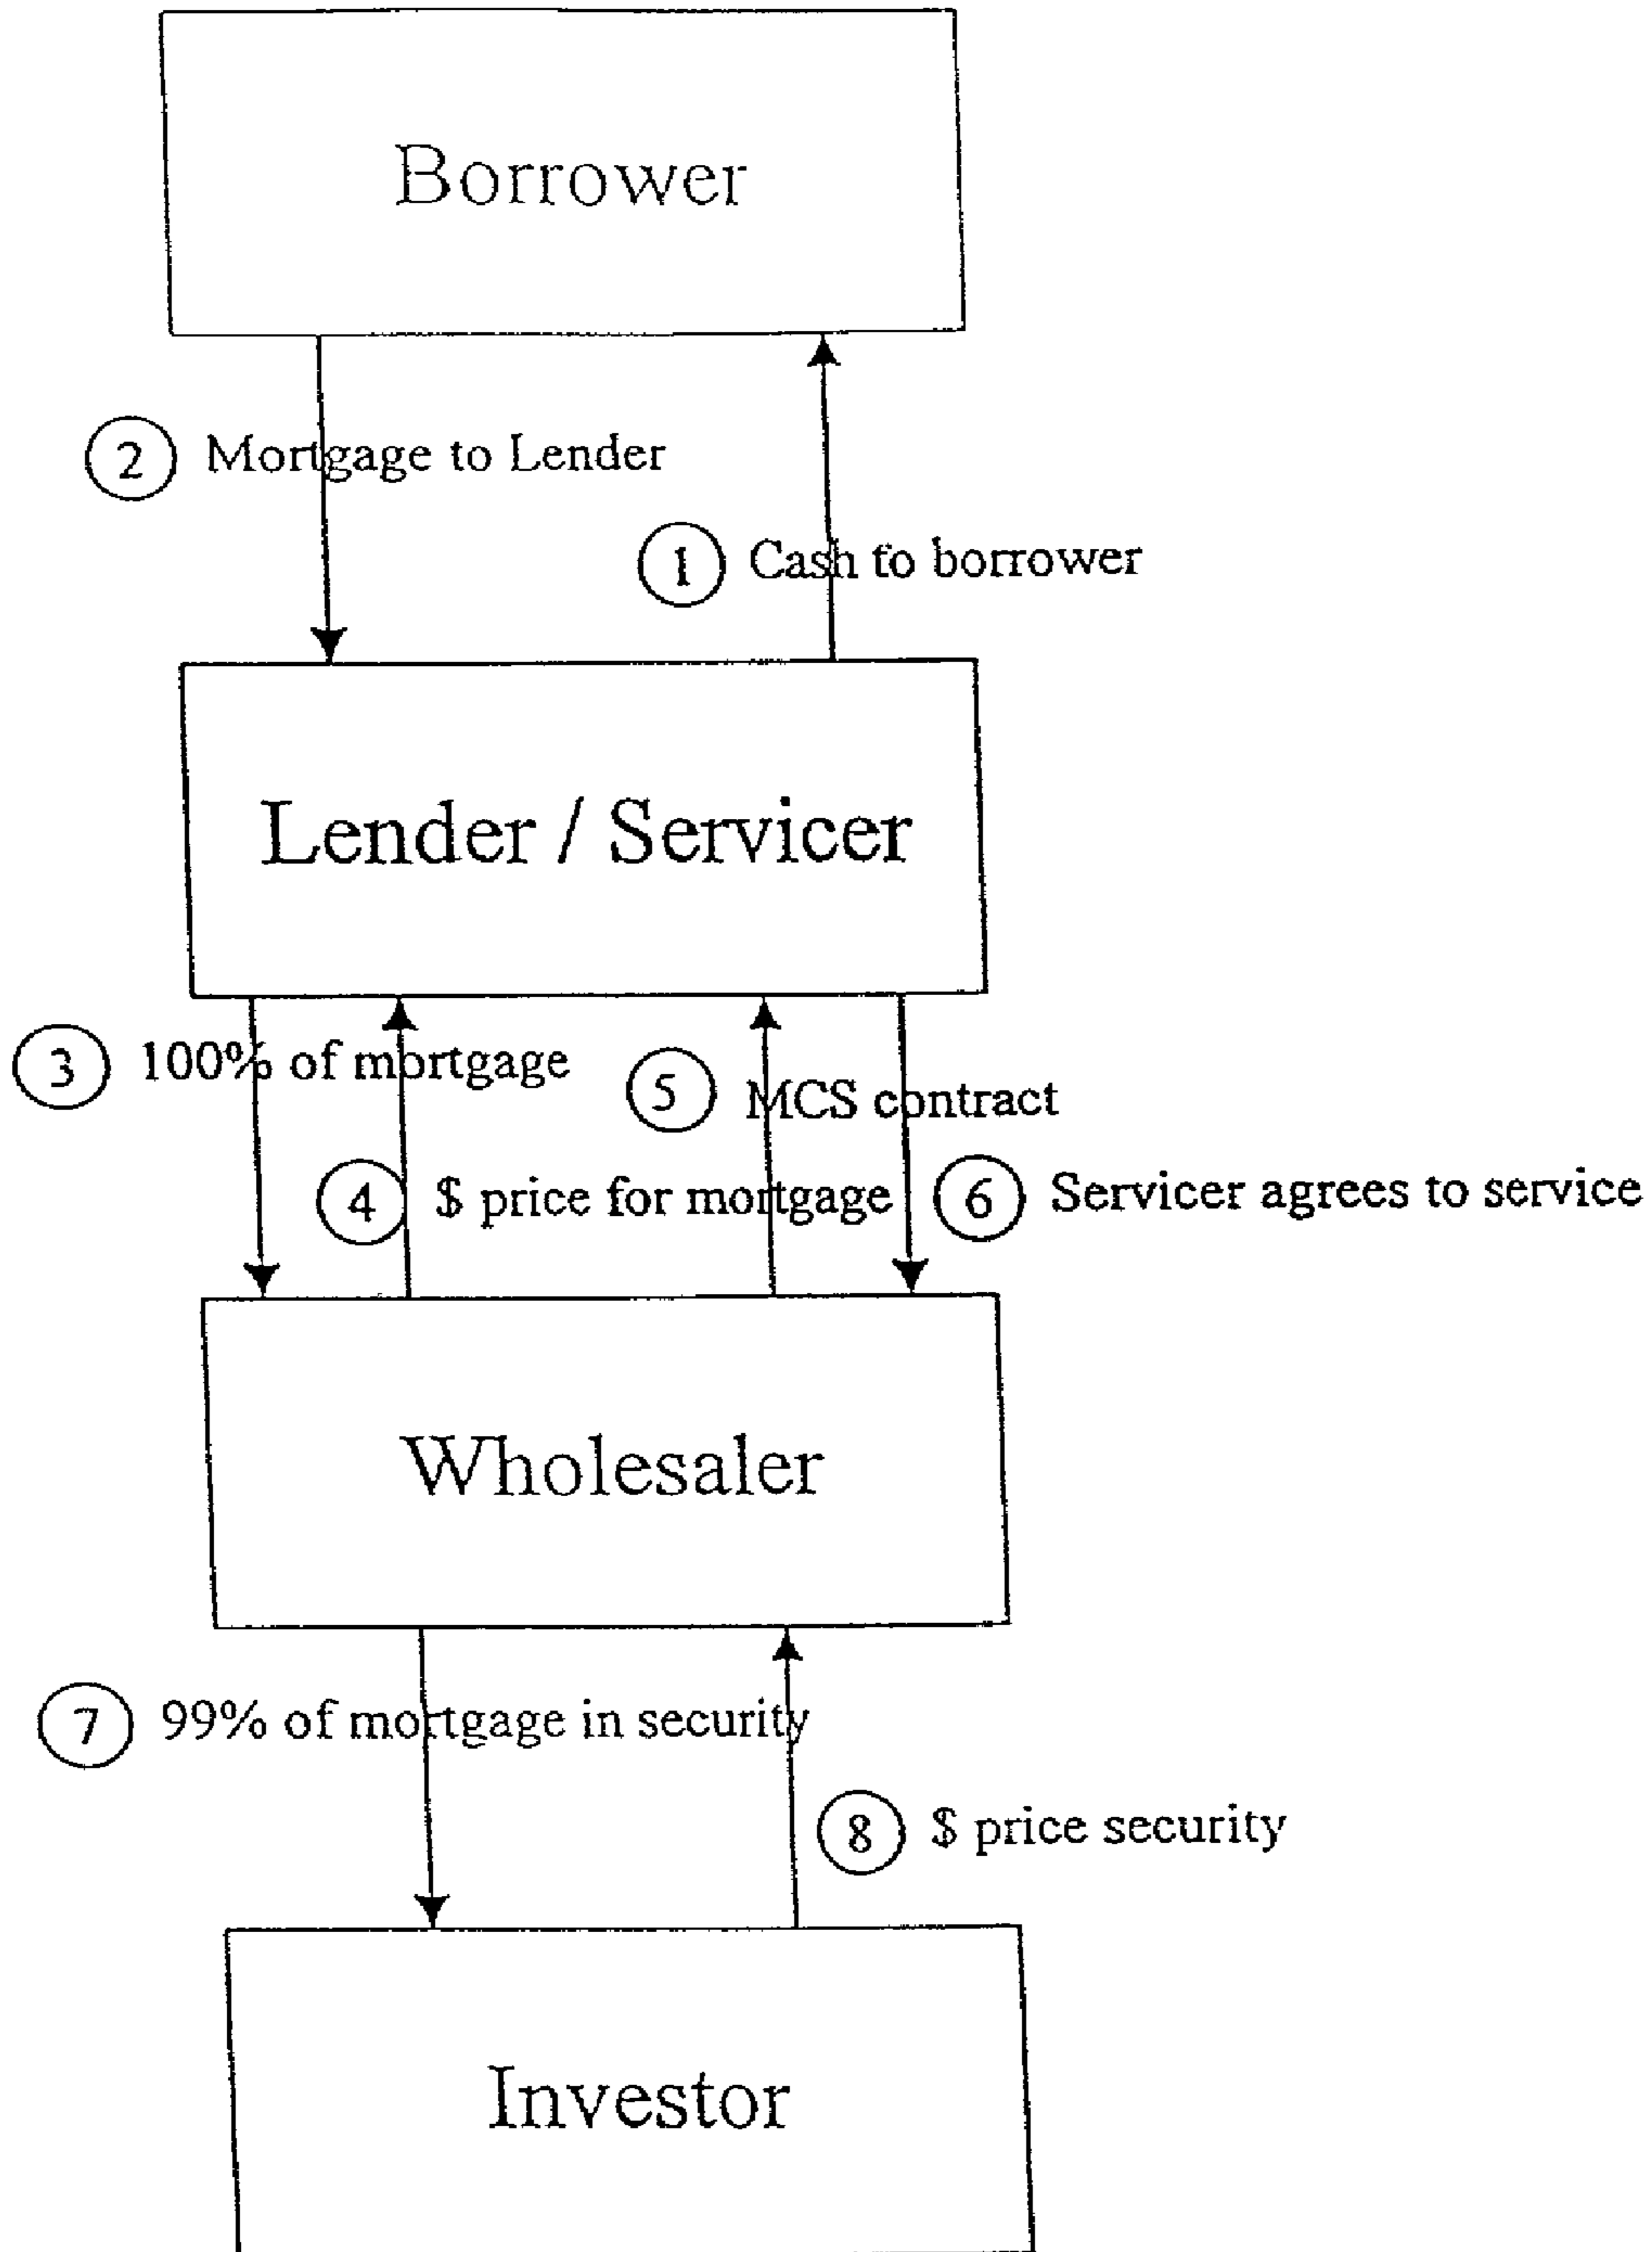 Borrower
2 Mortgage to Lender
1 Cash to borrower
Lender / Servicer
3 100% of mortgage
5 MCS contract
4 $ price for mortgage
6 Servicer agrees to service
Wholesaler
7 99% of mortgage in security
8 $ price security
Investor